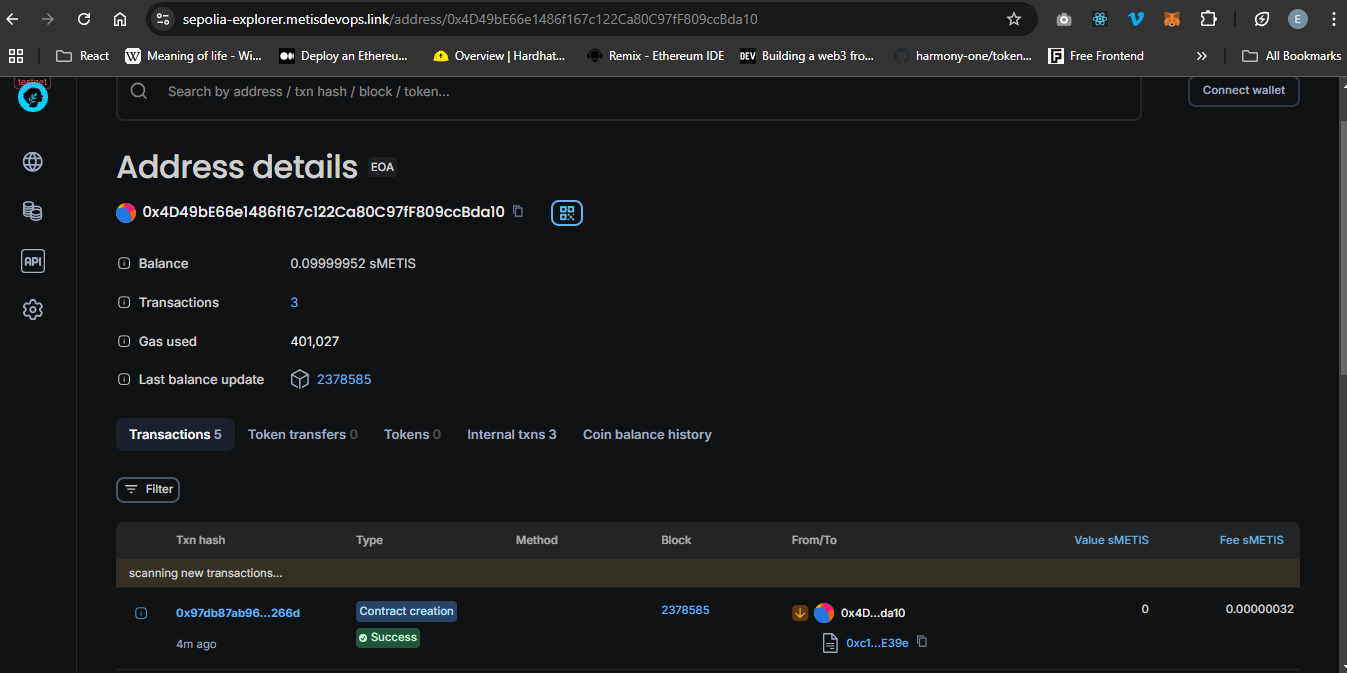 sepolia-explorer.metisdevops.link/address/0x4D49bE66e1486f167c122Ca80C97fF809ccBda10
E
React
Meaning of life - Wi...
Deploy an Ethereu...
Overview | Hardhat...
Remix - Ethereum IDE
DEV Building a web3 fro...
harmony-one/token...
Free Frontend
»
All Bookmarks
testnet
Search by address / txn hash / block / token...
Connect wallet
Address details EOA
0x4D49bE66e1486f167c122Ca80C97fF809ccBda10
Balance 0.09999952 sMETIS
API
Transactions 3
Gas used 401,027
Last balance update 2378585
Transactions 5 Token transfers 0 Tokens 0 Internal txns 3 Coin balance history
Filter
Txn hash Type Method Block From/To Value sMETIS Fee sMETIS
scanning new transactions...
0x97db87ab96...266d Contract creation 2378585 0x4D...da10 0 0.00000032
4m ago Success 0xc1...E39e